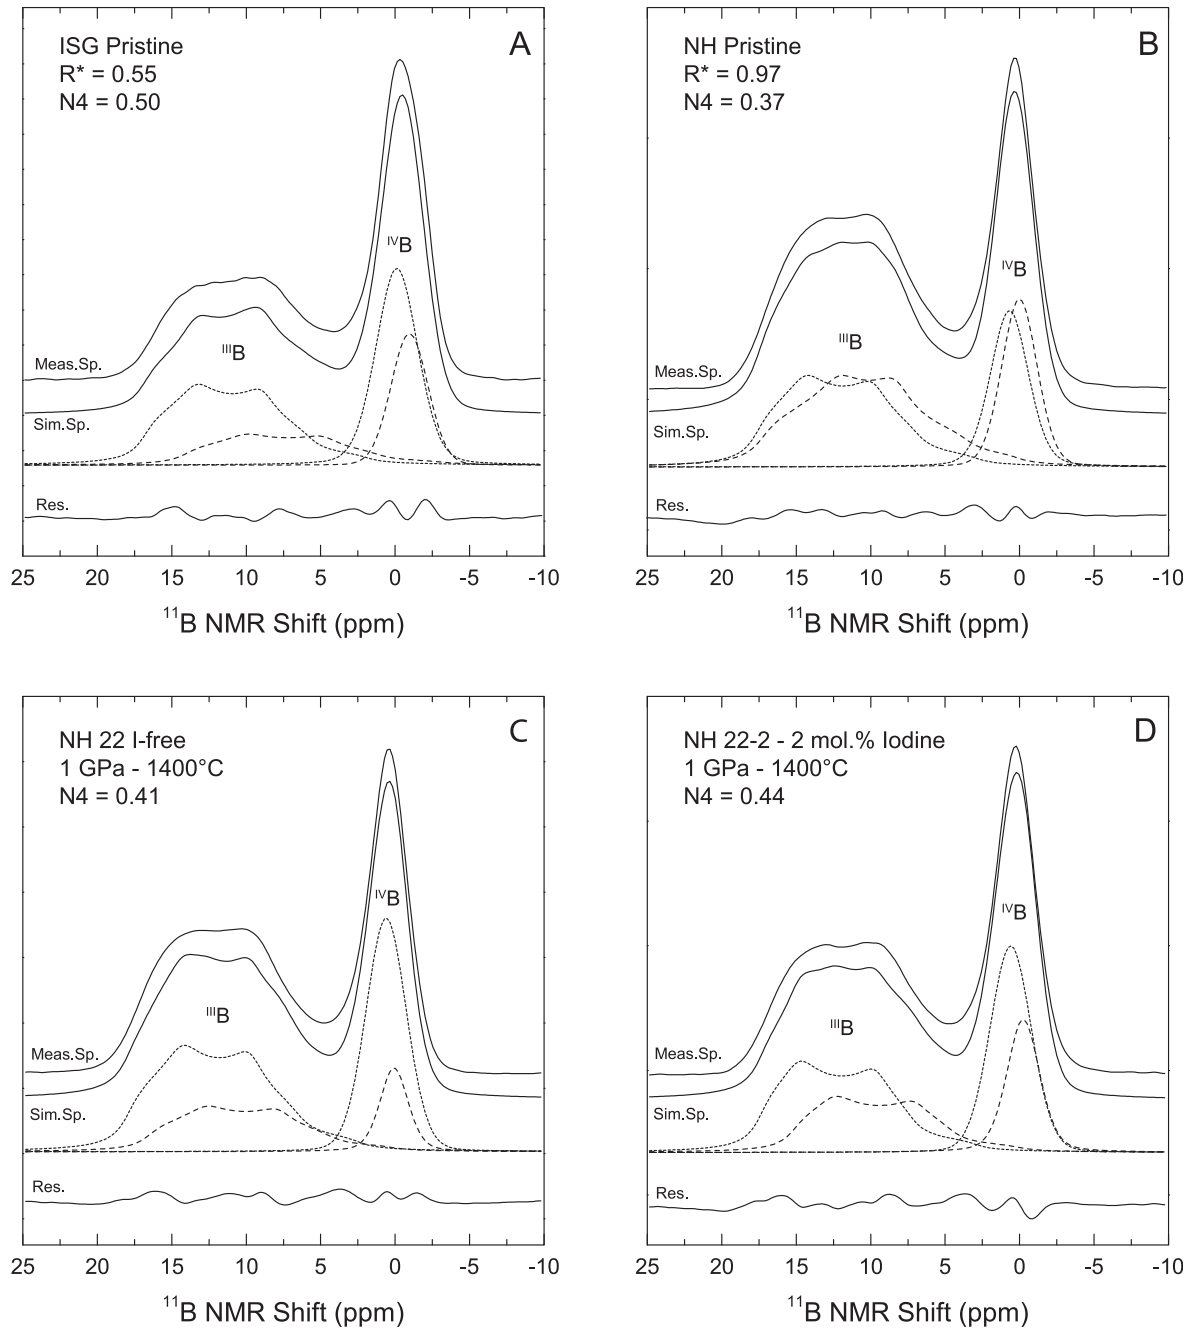 ISG Pristine
R* = 0.55
N4 = 0.50
A
IVB
IIIB
Meas.Sp.
Sim.Sp.
Res.
25 20 15 10 5 0 -5 -10
11B NMR Shift (ppm)
NH Pristine
R* = 0.97
N4 = 0.37
B
IVB
IIIB
Meas.Sp.
Sim.Sp.
Res.
25 20 15 10 5 0 -5 -10
11B NMR Shift (ppm)
NH 22 I-free
1 GPa - 1400°C
N4 = 0.41
C
IVB
IIIB
Meas.Sp.
Sim.Sp.
Res.
25 20 15 10 5 0 -5 -10
11B NMR Shift (ppm)
NH 22-2 - 2 mol.% Iodine
1 GPa - 1400°C
N4 = 0.44
D
IVB
IIIB
Meas.Sp.
Sim.Sp.
Res.
25 20 15 10 5 0 -5 -10
11B NMR Shift (ppm)